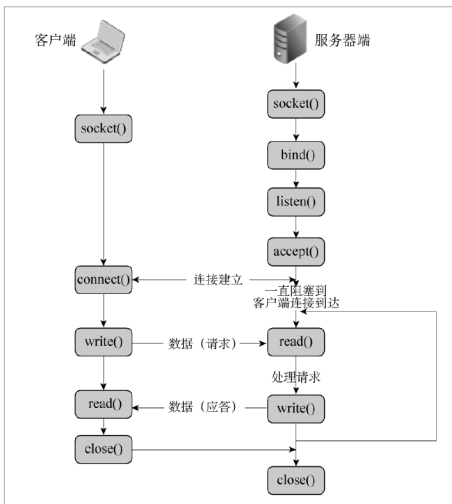 客户端
服务器端
socket()
socket()
bind()
listen()
accept()
connect()
连接建立
一直阻塞到
客户端连接到达
write()
数据（请求）
read()
处理请求
read()
数据（应答）
write()
close()
close()